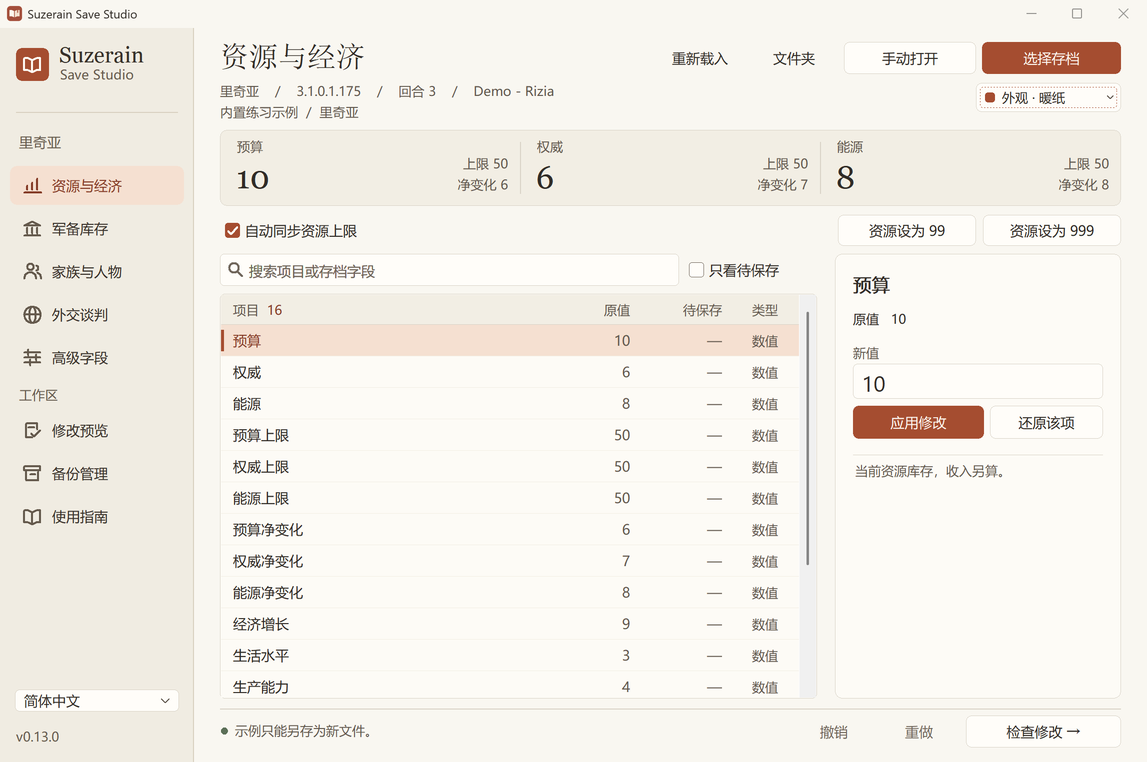 Suzerain Save Studio
Suzerain
Save Studio
里奇亚
资源与经济
军备库存
家族与人物
外交谈判
高级字段
工作区
修改预览
备份管理
使用指南
简体中文
v0.13.0
资源与经济
重新载入 文件夹 手动打开 选择存档
里奇亚 / 3.1.0.1.175 / 回合 3 / Demo - Rizia
内置练习示例 / 里奇亚
外观 · 暖纸
预算
10
上限 50
净变化 6
权威
6
上限 50
净变化 7
能源
8
上限 50
净变化 8
自动同步资源上限
资源设为 99
资源设为 999
搜索项目或存档字段
只看待保存
项目 16 原值 待保存 类型
预算 10 — 数值
权威 6 — 数值
能源 8 — 数值
预算上限 50 — 数值
权威上限 50 — 数值
能源上限 50 — 数值
预算净变化 6 — 数值
权威净变化 7 — 数值
能源净变化 8 — 数值
经济增长 9 — 数值
生活水平 3 — 数值
生产能力 4 — 数值
预算
原值 10
新值
10
应用修改 还原该项
当前资源库存，收入另算。
示例只能另存为新文件。
撤销 重做 检查修改 →